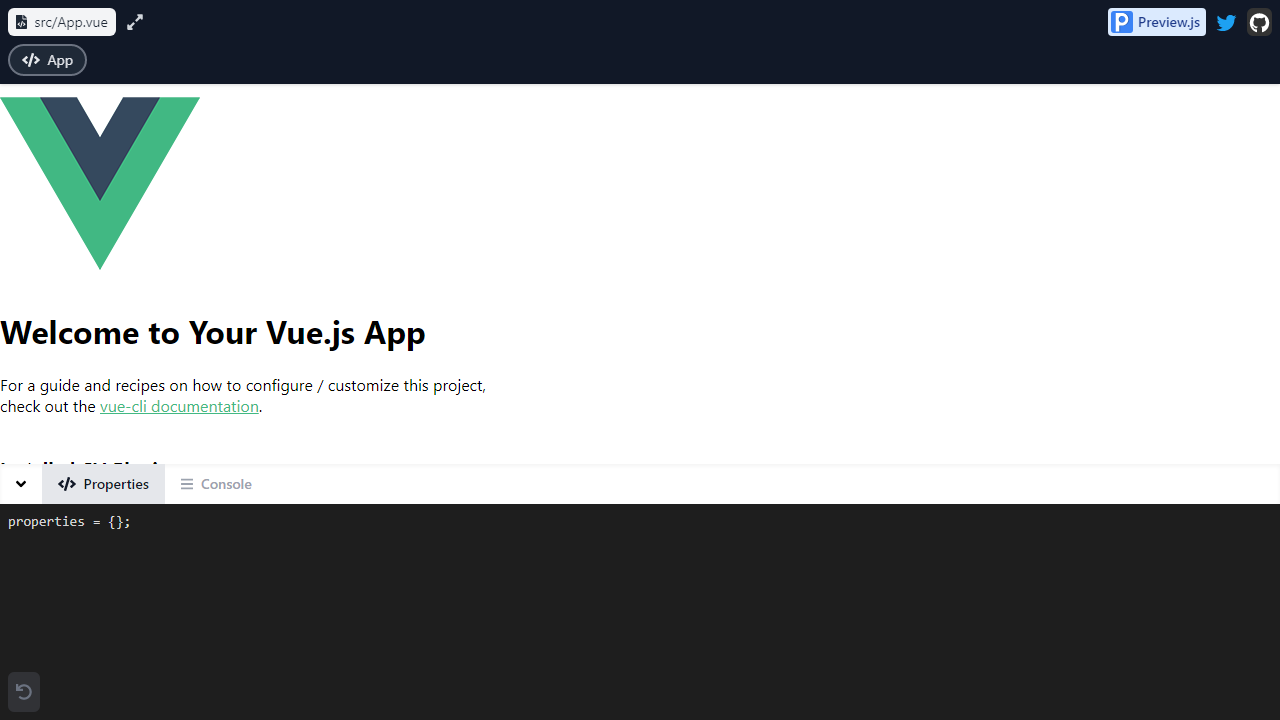 src/App.vue
Preview.js
App
Welcome to Your Vue.js App
For a guide and recipes on how to configure / customize this project,
check out the vue-cli documentation.
Properties
Console
properties = {};